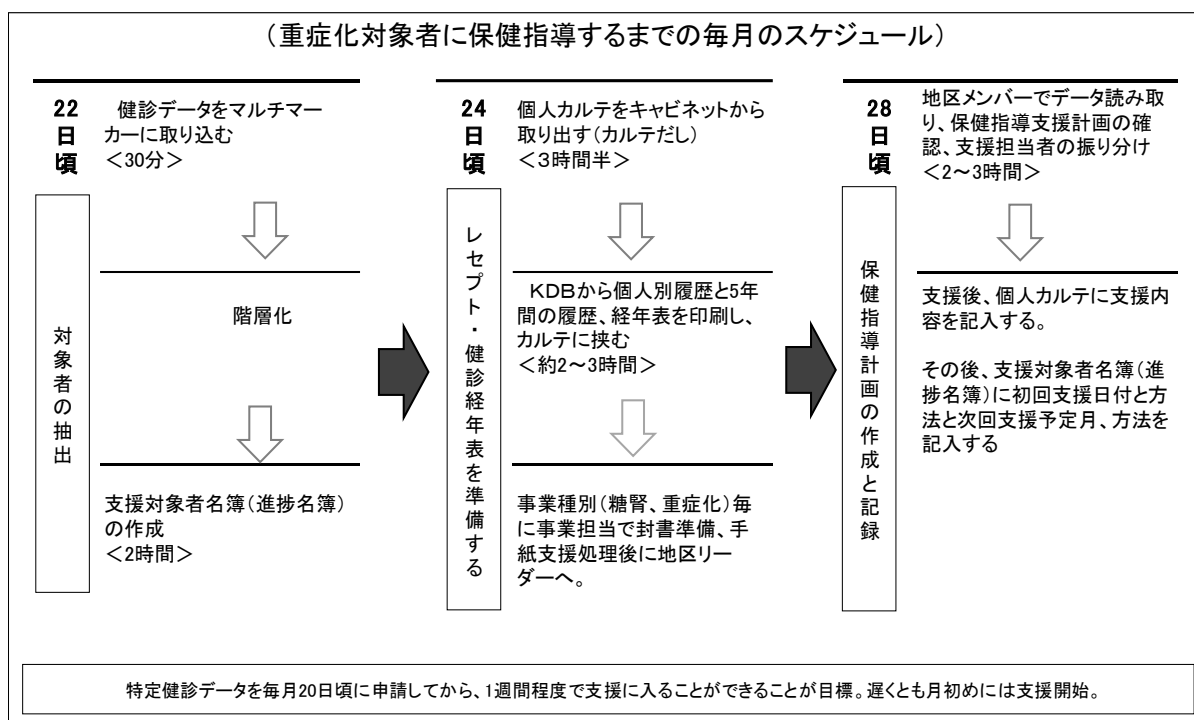 （重症化対象者に保健指導するまでの毎月のスケジュール）
22日頃
健診データをマルチマー
カーに取り込む
＜30分＞
対象者の抽出
階層化
支援対象者名簿（進捗名簿）
の作成
＜2時間＞
24日頃
個人カルテをキャビネットから
取り出す（カルテだし）
＜３時間半＞
レセプト・健診経年表を準備する
ＫＤＢから個人別履歴と5年
間の履歴、経年表を印刷し、
カルテに挟む
＜約2～3時間＞
事業種別（糖腎、重症化）毎
に事業担当で封書準備、手
紙支援処理後に地区リー
ダーへ。
28日頃
地区メンバーでデータ読み取
り、保健指導支援計画の確
認、支援担当者の振り分け
＜2～3時間＞
保健指導計画の作成と記録
支援後、個人カルテに支援内
容を記入する。
その後、支援対象者名簿（進
捗名簿）に初回支援日付と方
法と次回支援予定月、方法を
記入する
特定健診データを毎月20日頃に申請してから、1週間程度で支援に入ることができることが目標。遅くとも月初めには支援開始。